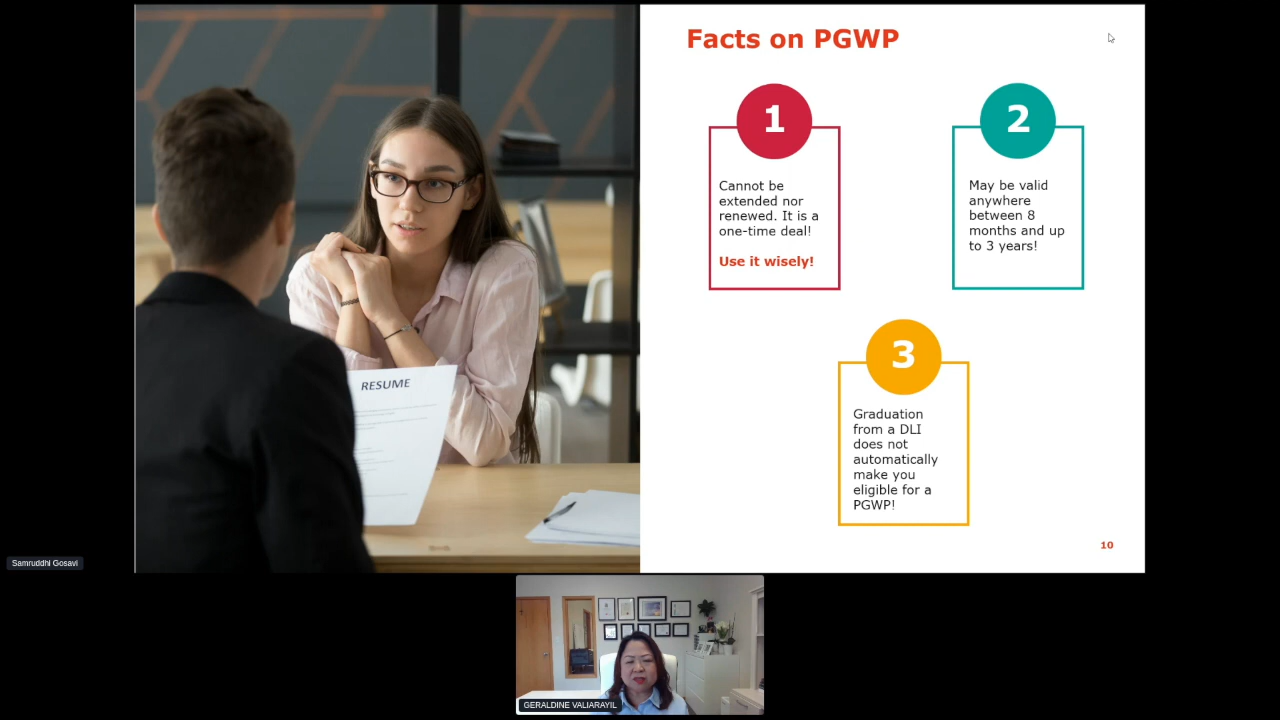 Facts on PGWP
1
Cannot be
extended nor
renewed. It is a
one-time deal!
Use it wisely!
2
May be valid
anywhere
between 8
months and up
to 3 years!
3
Graduation
from a DLI
does not
automatically
make you
eligible for a
PGWP!
RESUME
10
Samruddhi Gosavi
GERALDINE VALIARAYIL